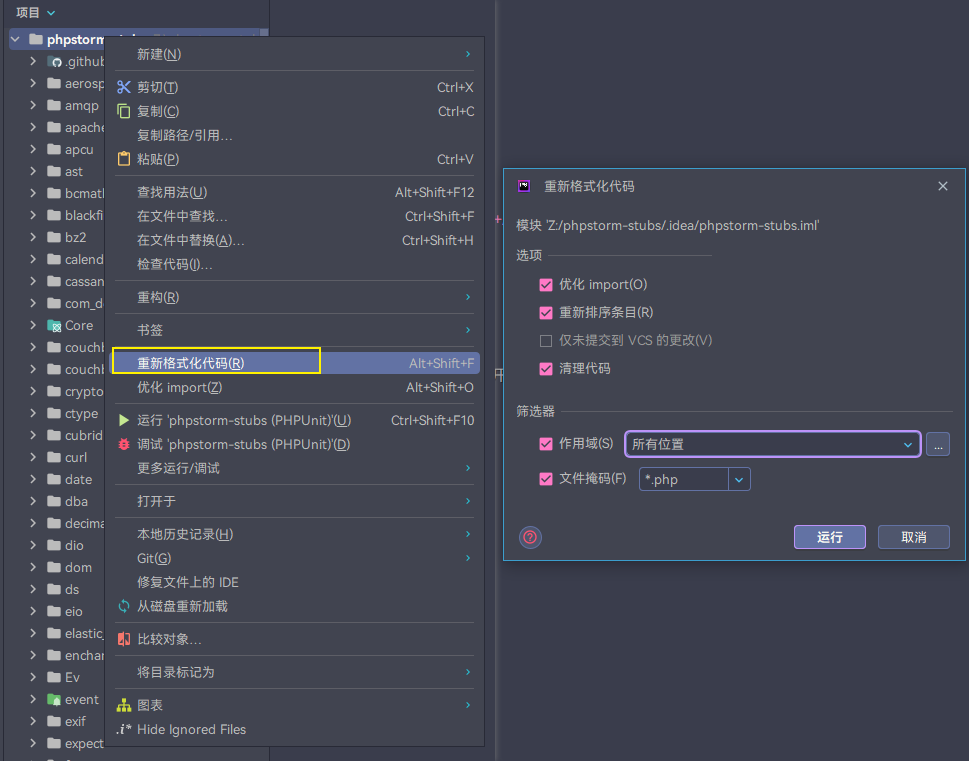 项目
phpstorm
.github
aerosp
amqp
apache
apcu
ast
bcmath
blackfi
bz2
calend
cassan
com_d
Core
couchb
couchb
crypto
ctype
cubrid
curl
date
dba
decima
dio
dom
ds
eio
elastic_
enchan
Ev
event
exif
expect
新建(N)
剪切(T) Ctrl+X
复制(C) Ctrl+C
复制路径/引用...
粘贴(P) Ctrl+V
查找用法(U) Alt+Shift+F12
在文件中查找... Ctrl+Shift+F
在文件中替换(A)... Ctrl+Shift+H
检查代码(I)...
重构(R)
书签
重新格式化代码(R) Alt+Shift+F
优化 import(Z) Alt+Shift+O
运行 'phpstorm-stubs (PHPUnit)'(U) Ctrl+Shift+F10
调试 'phpstorm-stubs (PHPUnit)'(D)
更多运行/调试
打开于
本地历史记录(H)
Git(G)
修复文件上的 IDE
从磁盘重新加载
比较对象...
将目录标记为
图表
.i* Hide Ignored Files
重新格式化代码
模块 'Z:/phpstorm-stubs/.idea/phpstorm-stubs.iml'
选项
优化 import(O)
重新排序条目(R)
仅未提交到 VCS 的更改(V)
清理代码
筛选器
作用域(S) 所有位置 ...
文件掩码(F) *.php
运行 取消